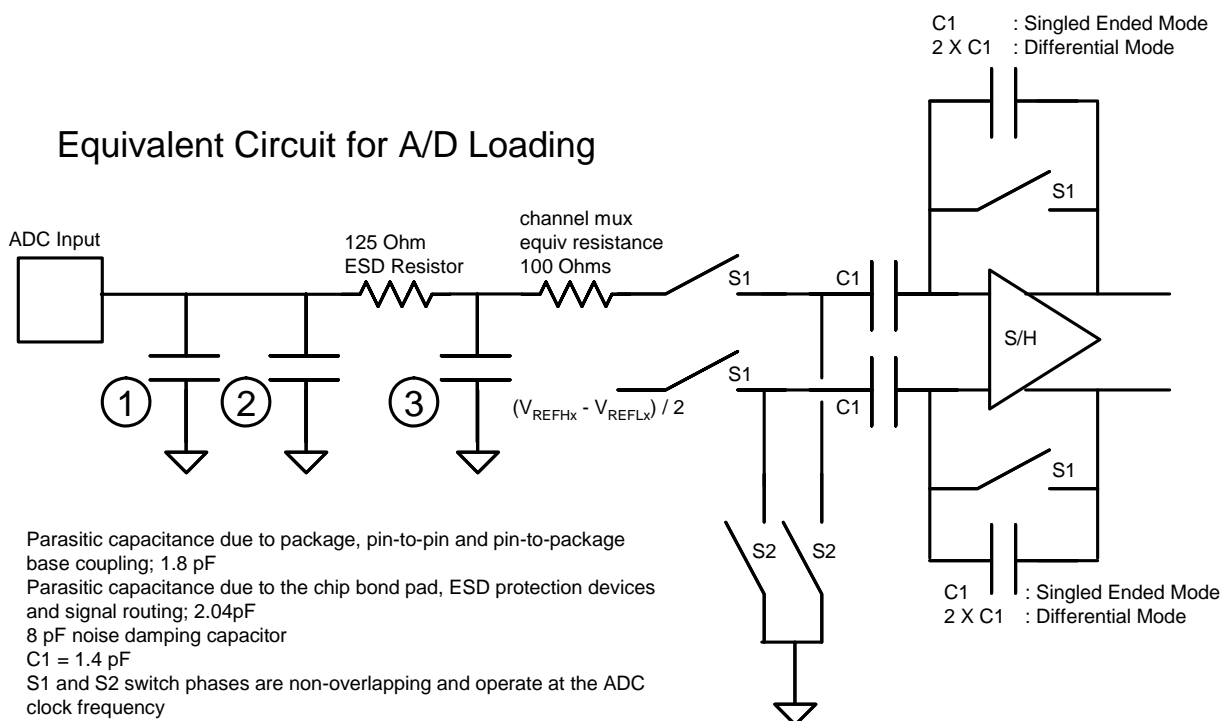 C1 : Singled Ended Mode
2 X C1 : Differential Mode
Equivalent Circuit for A/D Loading
S1
channel mux
equiv resistance
100 Ohms
ADC Input
125 Ohm
ESD Resistor
S1
C1
S/H
S1
C1
1
2
3
(VREFHx - VREFLx) / 2
S1
S2
S2
Parasitic capacitance due to package, pin-to-pin and pin-to-package
base coupling; 1.8 pF
Parasitic capacitance due to the chip bond pad, ESD protection devices
and signal routing; 2.04pF
8 pF noise damping capacitor
C1 = 1.4 pF
S1 and S2 switch phases are non-overlapping and operate at the ADC
clock frequency
C1 : Singled Ended Mode
2 X C1 : Differential Mode